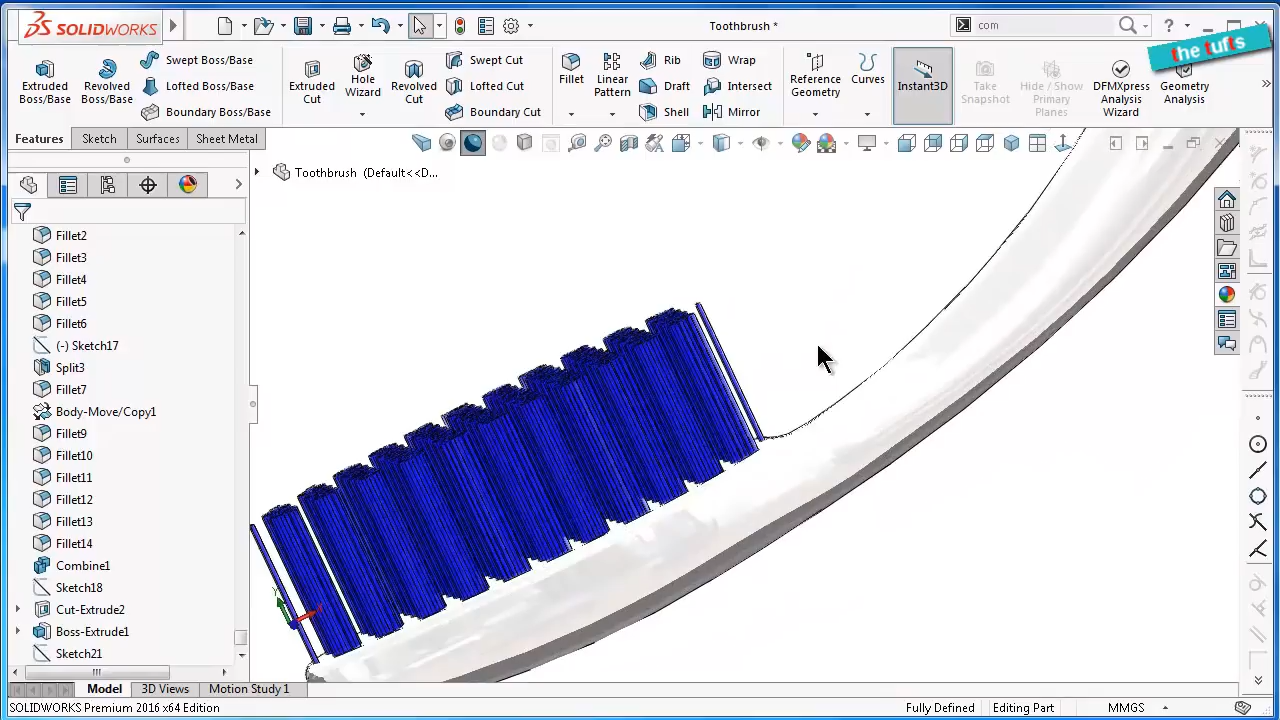 SOLIDWORKS
Toothbrush *
com
the tufts
Extruded Boss/Base
Revolved Boss/Base
Swept Boss/Base
Lofted Boss/Base
Boundary Boss/Base
Extruded Cut
Hole Wizard
Revolved Cut
Swept Cut
Lofted Cut
Boundary Cut
Fillet
Linear Pattern
Rib
Draft
Shell
Wrap
Intersect
Mirror
Reference Geometry
Curves
Instant3D
Take Snapshot
Hide / Show Primary Planes
DFMXpress Analysis Wizard
Geometry Analysis
Features
Sketch
Surfaces
Sheet Metal
Toothbrush (Default<<D...
Fillet2
Fillet3
Fillet4
Fillet5
Fillet6
(-) Sketch17
Split3
Fillet7
Body-Move/Copy1
Fillet9
Fillet10
Fillet11
Fillet12
Fillet13
Fillet14
Combine1
Sketch18
Cut-Extrude2
Boss-Extrude1
Sketch21
Model
3D Views
Motion Study 1
SOLIDWORKS Premium 2016 x64 Edition
Fully Defined
Editing Part
MMGS